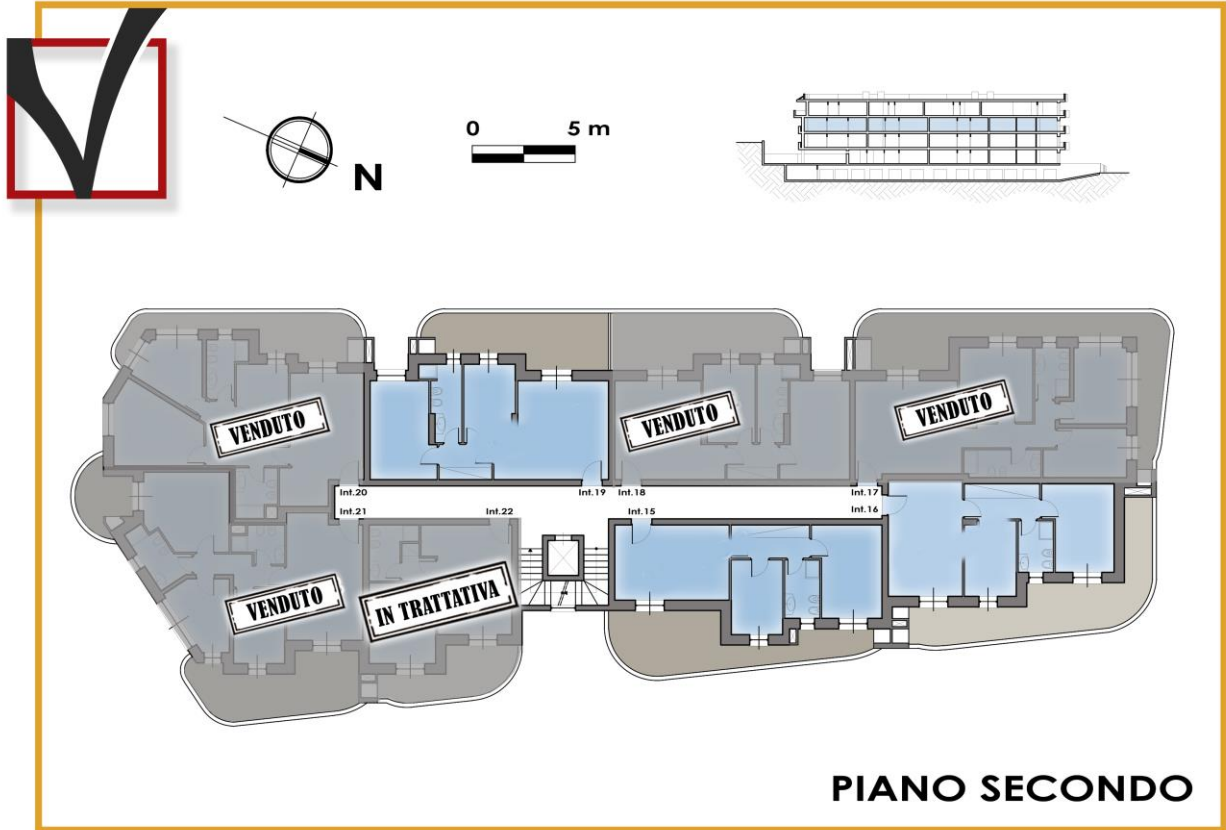 0 5 m
N
VENDUTO
VENDUTO
VENDUTO
Int.20
Int.19
Int.18
Int.17
Int.21
Int.22
Int.15
Int.16
VENDUTO
IN TRATTATIVA
PIANO SECONDO